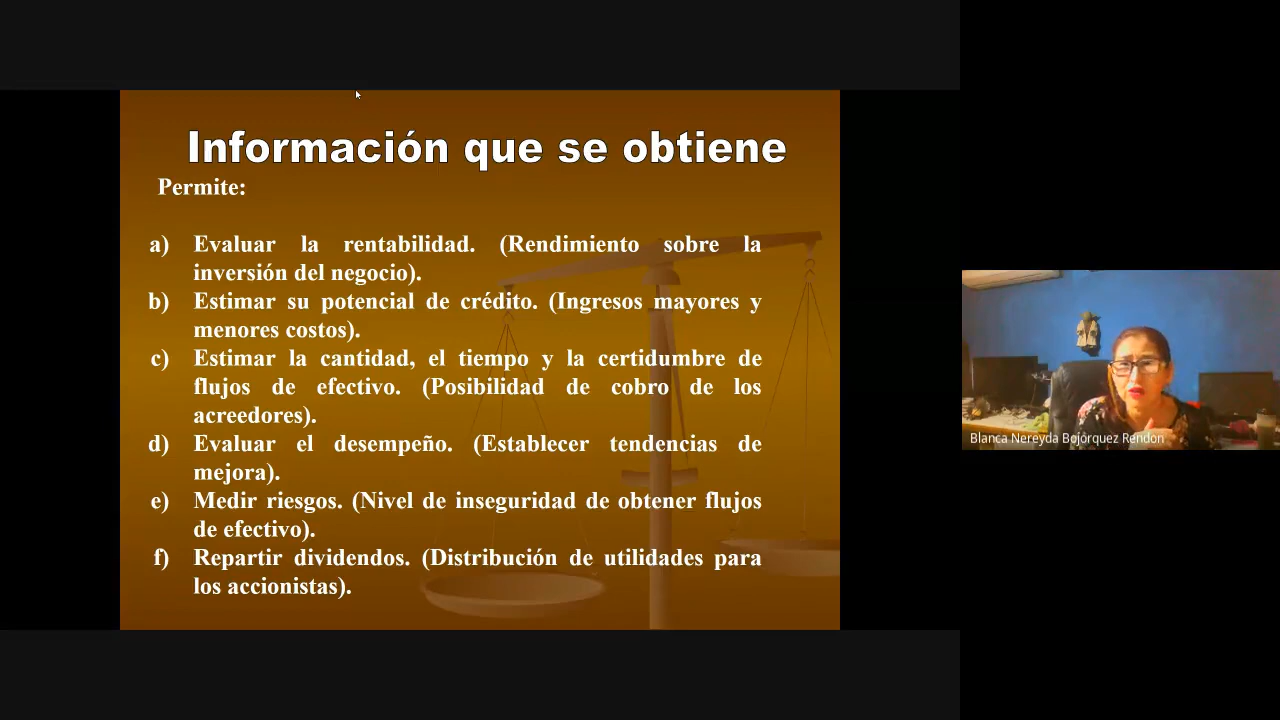 Información que se obtiene
Permite:
a) Evaluar la rentabilidad. (Rendimiento sobre la
inversión del negocio).
b) Estimar su potencial de crédito. (Ingresos mayores y
menores costos).
c) Estimar la cantidad, el tiempo y la certidumbre de
flujos de efectivo. (Posibilidad de cobro de los
acreedores).
d) Evaluar el desempeño. (Establecer tendencias de
mejora).
e) Medir riesgos. (Nivel de inseguridad de obtener flujos
de efectivo).
f) Repartir dividendos. (Distribución de utilidades para
los accionistas).
Blanca Nereyda Bojórquez Rendon